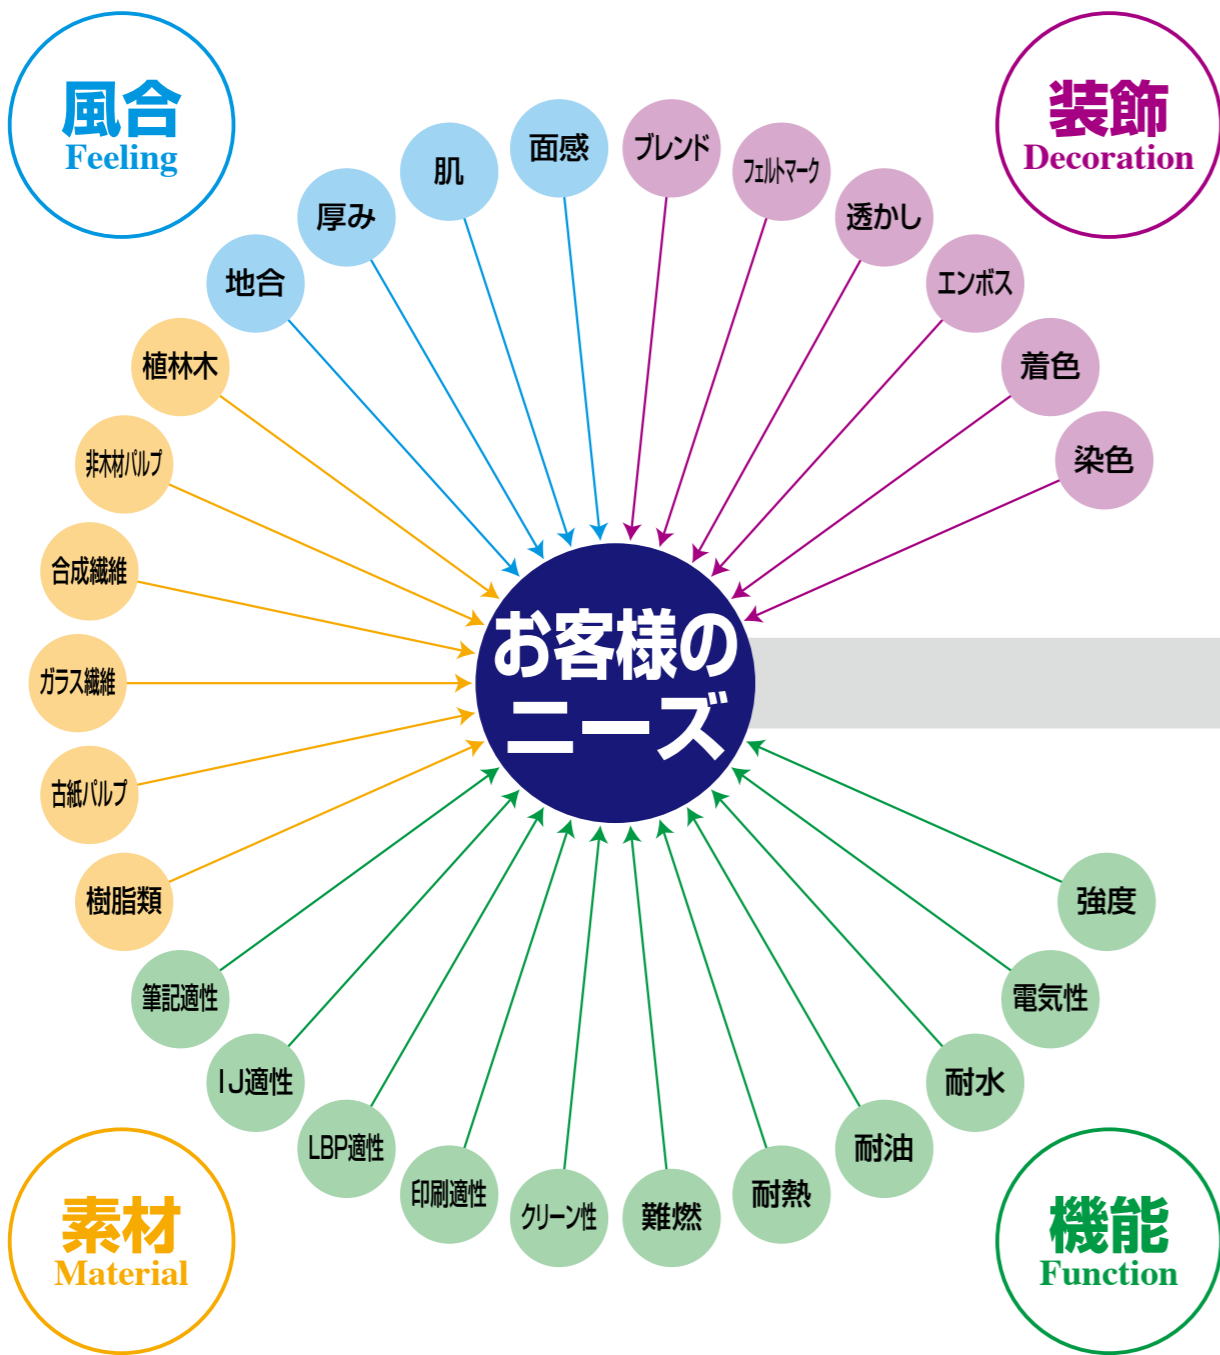 風合
Feeling
装飾
Decoration
面感
ブレンド
肌
フェルトマーク
厚み
透かし
地合
エンボス
植林木
着色
非木材パルプ
染色
合成繊維
ガラス繊維
お客様の
ニーズ
古紙パルプ
樹脂類
強度
筆記適性
電気性
IJ適性
耐水
LBP適性
耐油
印刷適性
耐熱
クリーン性
難燃
素材
Material
機能
Function